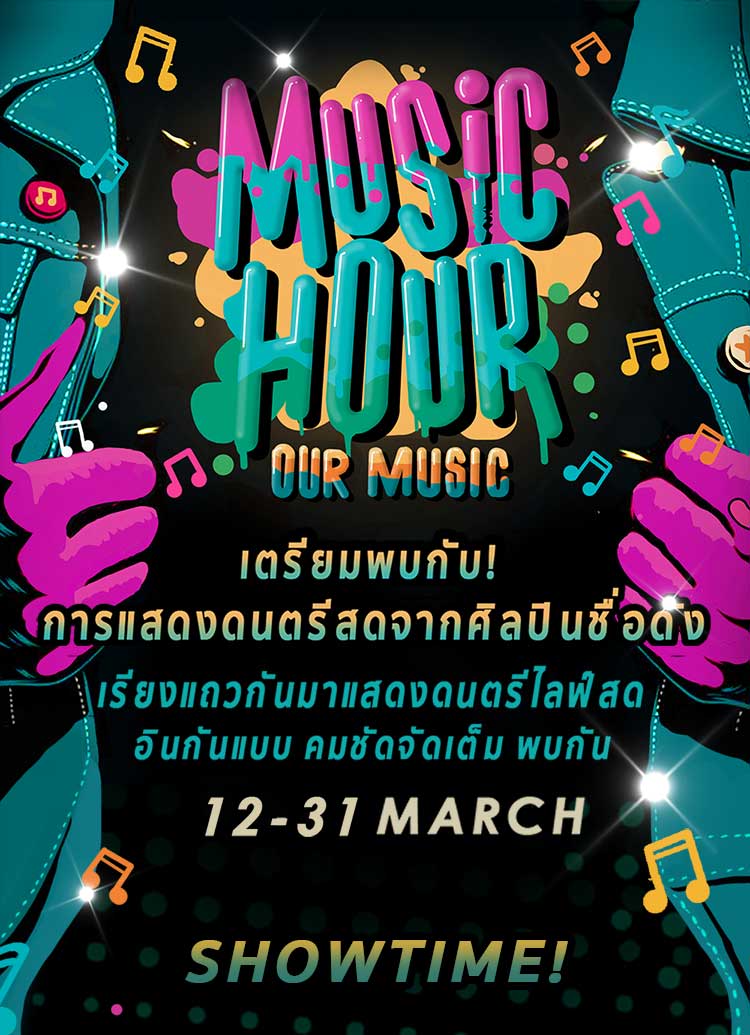 MUSIC
HOUR
OUR MUSIC
เตรียมพบกับ!
การแสดงดนตรีสดจากศิลปินชื่อดัง
เรียงแถวกันมาแสดงดนตรีไลฟ์สด
อินกันแบบ คมชัดจัดเต็ม พบกัน
12-31 MARCH
SHOWTIME!